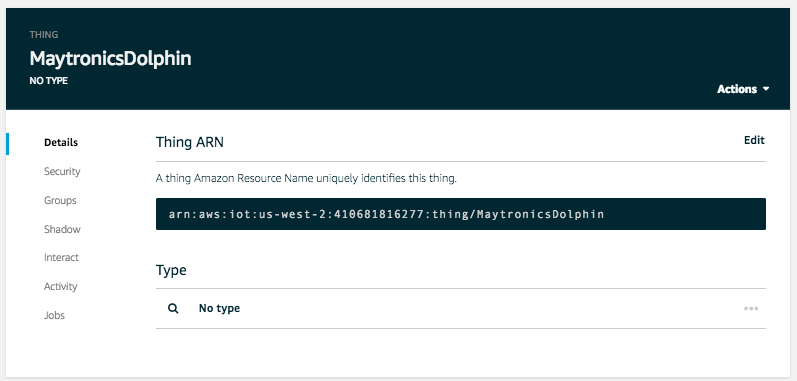 THING
MaytronicsDolphin
NO TYPE
Actions
Details
Security
Groups
Shadow
Interact
Activity
Jobs
Thing ARN
Edit
A thing Amazon Resource Name uniquely identifies this thing.
arn:aws:iot:us-west-2:410681816277:thing/MaytronicsDolphin
Type
No type